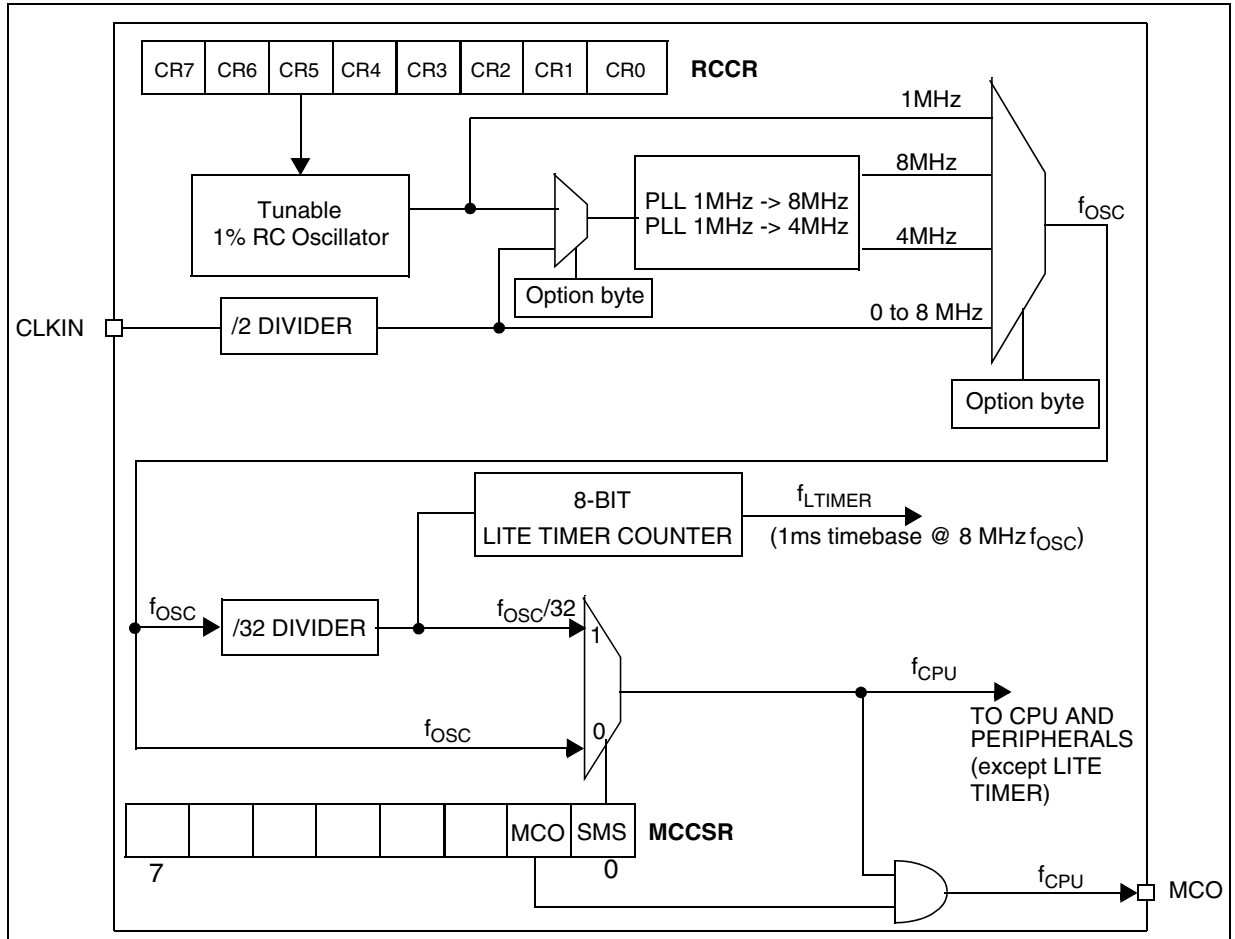 CR7 CR6 CR5 CR4 CR3 CR2 CR1 CR0 RCCR
1MHz
Tunable
1% RC Oscillator
PLL 1MHz -> 8MHz
PLL 1MHz -> 4MHz
8MHz
4MHz
fOSC
Option byte
CLKIN
/2 DIVIDER
0 to 8 MHz
Option byte
8-BIT
LITE TIMER COUNTER
fLTIMER
(1ms timebase @ 8 MHz fOSC)
fOSC
/32 DIVIDER
fOSC/32
1
fCPU
TO CPU AND
PERIPHERALS
(except LITE
TIMER)
fOSC
0
MCO SMS MCCSR
7 0
fCPU
MCO